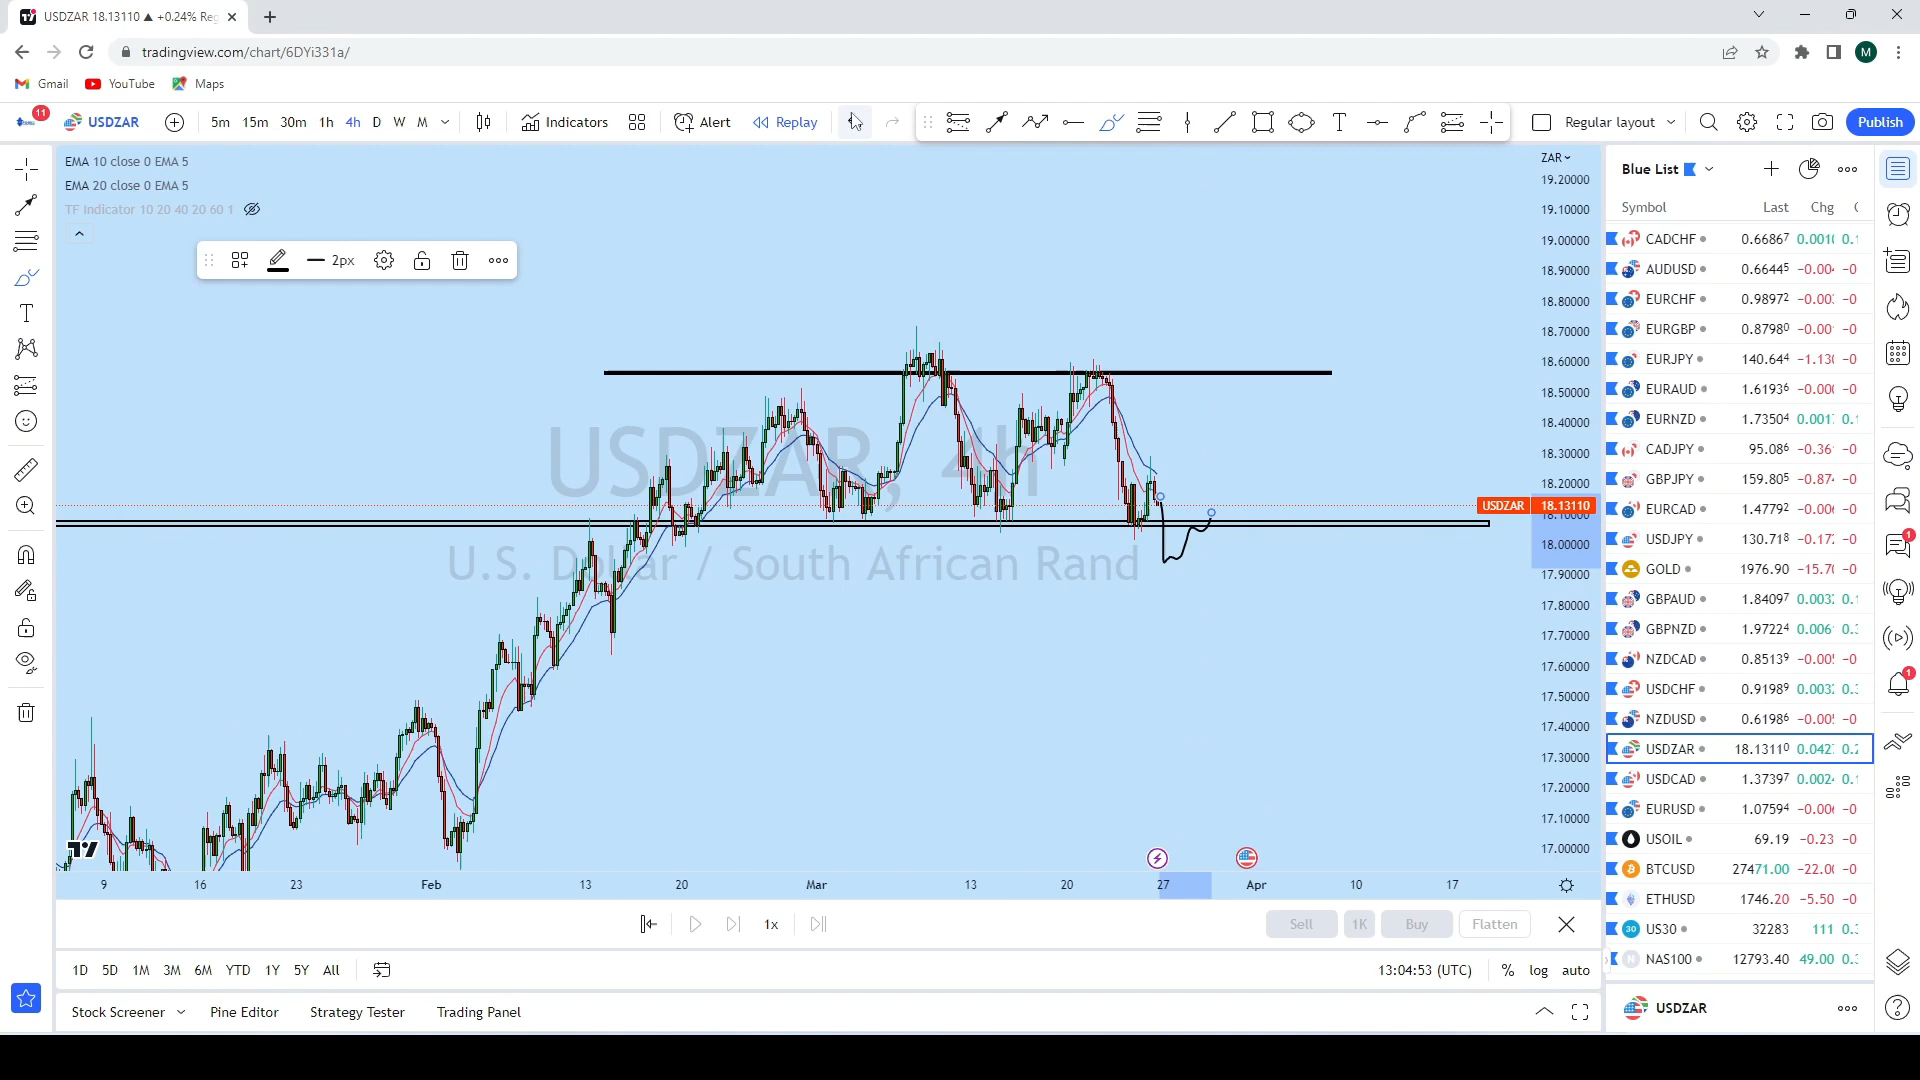 USDZAR 18.13110 ▲ +0.24% Reg
tradingview.com/chart/6DYi331a/
M
Gmail YouTube Maps
11
USDZAR 5m 15m 30m 1h 4h D W M Indicators Alert Replay Regular layout Publish
EMA 10 close 0 EMA 5
EMA 20 close 0 EMA 5
TF Indicator 10 20 40 20 60 1
2px
USDZAR, 4h
U.S. Dollar / South African Rand
ZAR
19.20000
19.10000
19.00000
18.90000
18.80000
18.70000
18.60000
18.50000
18.40000
18.30000
18.20000
USDZAR 18.13110
18.10000
18.00000
17.90000
17.80000
17.70000
17.60000
17.50000
17.40000
17.30000
17.20000
17.10000
17.00000
9 16 23 Feb 13 20 Mar 13 20 27 Apr 10 17
1x
Sell 1K Buy Flatten
1D 5D 1M 3M 6M YTD 1Y 5Y All
13:04:53 (UTC) % log auto
Stock Screener Pine Editor Strategy Tester Trading Panel
Blue List
Symbol Last Chg
CADCHF 0.66867
AUDUSD 0.66445
EURCHF 0.98972
EURGBP 0.87980
EURJPY 140.644
EURAUD 1.61936
EURNZD 1.73504
CADJPY 95.086
GBPJPY 159.805
EURCAD 1.47792
USDJPY 130.718
GOLD 1976.90
GBPAUD 1.84097
GBPNZD 1.97224
NZDCAD 0.85139
USDCHF 0.91989
NZDUSD 0.61986
USDZAR 18.13110
USDCAD 1.37397
EURUSD 1.07594
USOIL 69.19 -0.23
BTCUSD 27471.00
ETHUSD 1746.20 -5.50
US30 32283 111
NAS100 12793.40 49.00
USDZAR
1
1